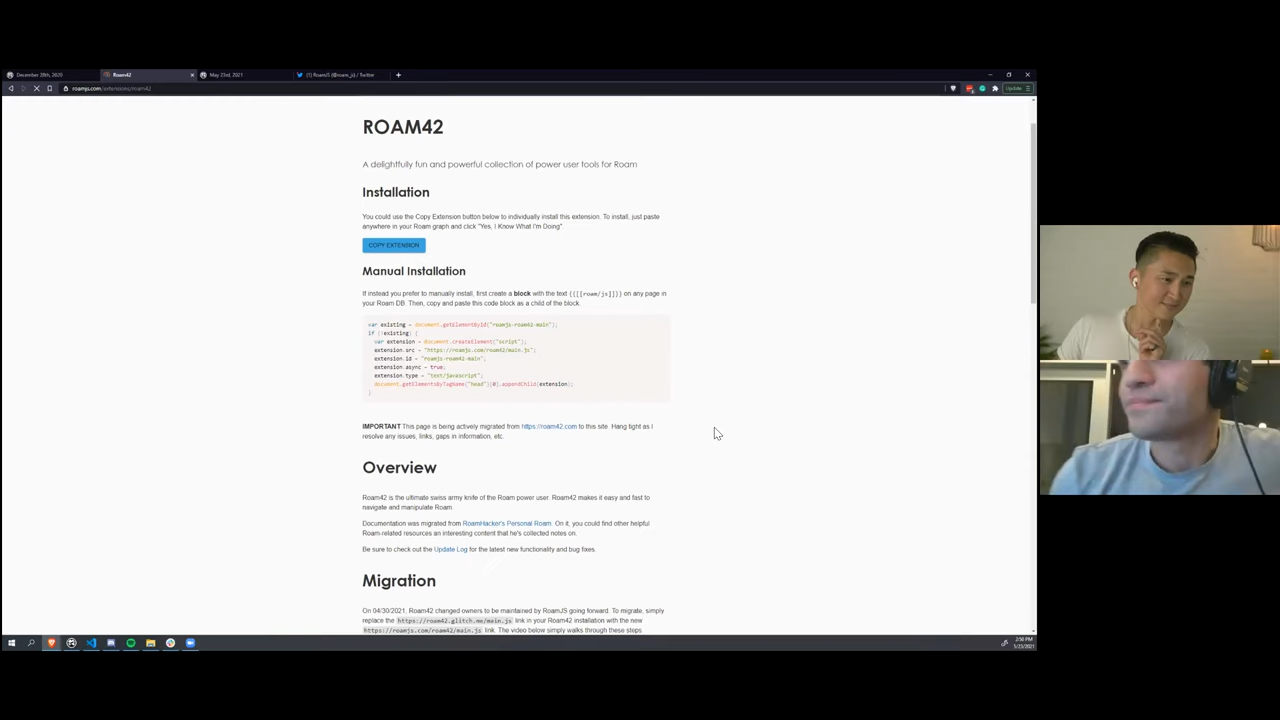 December 28th, 2020
Roam42
May 23rd, 2021
(1) RoamJS (@roam_js) / Twitter
roamjs.com/extensions/roam42
Update
ROAM42
A delightfully fun and powerful collection of power user tools for Roam
Installation
You could use the Copy Extension button below to individually install this extension. To install, just paste
anywhere in your Roam graph and click "Yes, I Know What I'm Doing"
COPY EXTENSION
Manual Installation
If instead you prefer to manually install, first create a block with the text {{[[roam/js]]}} on any page in
your Roam DB. Then, copy and paste this code block as a child of the block.
var existing = document.getElementById("roamjs-roam42-main");
if (!existing) {
var extension = document.createElement("script");
extension.src = "https://roamjs.com/roam42/main.js";
extension.id = "roamjs-roam42-main";
extension.async = true;
extension.type = "text/javascript";
document.getElementsByTagName("head")[0].appendChild(extension);
}
IMPORTANT This page is being actively migrated from https://roam42.com to this site. Hang tight as I
resolve any issues, links, gaps in information, etc.
Overview
Roam42 is the ultimate swiss army knife of the Roam power user. Roam42 makes it easy and fast to
navigate and manipulate Roam.
Documentation was migrated from RoamHacker's Personal Roam. On it, you could find other helpful
Roam-related resources an interesting content that he's collected notes on.
Be sure to check out the Update Log for the latest new functionality and bug fixes.
Migration
On 04/30/2021, Roam42 changed owners to be maintained by RoamJS going forward. To migrate, simply
replace the https://roam42.glitch.me/main.js link in your Roam42 installation with the new
https://roamjs.com/roam42/main.js link. The video below simply walks through these steps
2:50 PM
5/23/2021